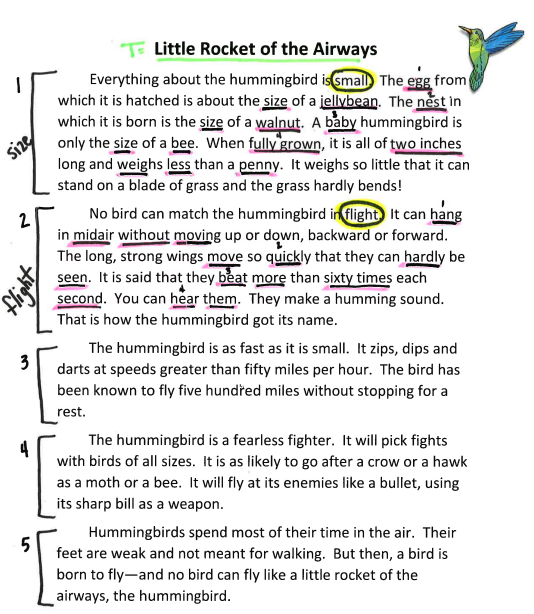 T= Little Rocket of the Airways
1
Everything about the hummingbird is small. The egg from
which it is hatched is about the size of a jellybean. The nest in
which it is born is the size of a walnut. A baby hummingbird is
only the size of a bee. When fully grown, it is all of two inches
long and weighs less than a penny. It weighs so little that it can
stand on a blade of grass and the grass hardly bends!
size
1
2
3
4
2
No bird can match the hummingbird in flight. It can hang
in midair without moving up or down, backward or forward.
The long, strong wings move so quickly that they can hardly be
seen. It is said that they beat more than sixty times each
second. You can hear them. They make a humming sound.
That is how the hummingbird got its name.
flight
1
2
3
4
3
The hummingbird is as fast as it is small. It zips, dips and
darts at speeds greater than fifty miles per hour. The bird has
been known to fly five hundred miles without stopping for a
rest.
4
The hummingbird is a fearless fighter. It will pick fights
with birds of all sizes. It is as likely to go after a crow or a hawk
as a moth or a bee. It will fly at its enemies like a bullet, using
its sharp bill as a weapon.
5
Hummingbirds spend most of their time in the air. Their
feet are weak and not meant for walking. But then, a bird is
born to fly—and no bird can fly like a little rocket of the
airways, the hummingbird.